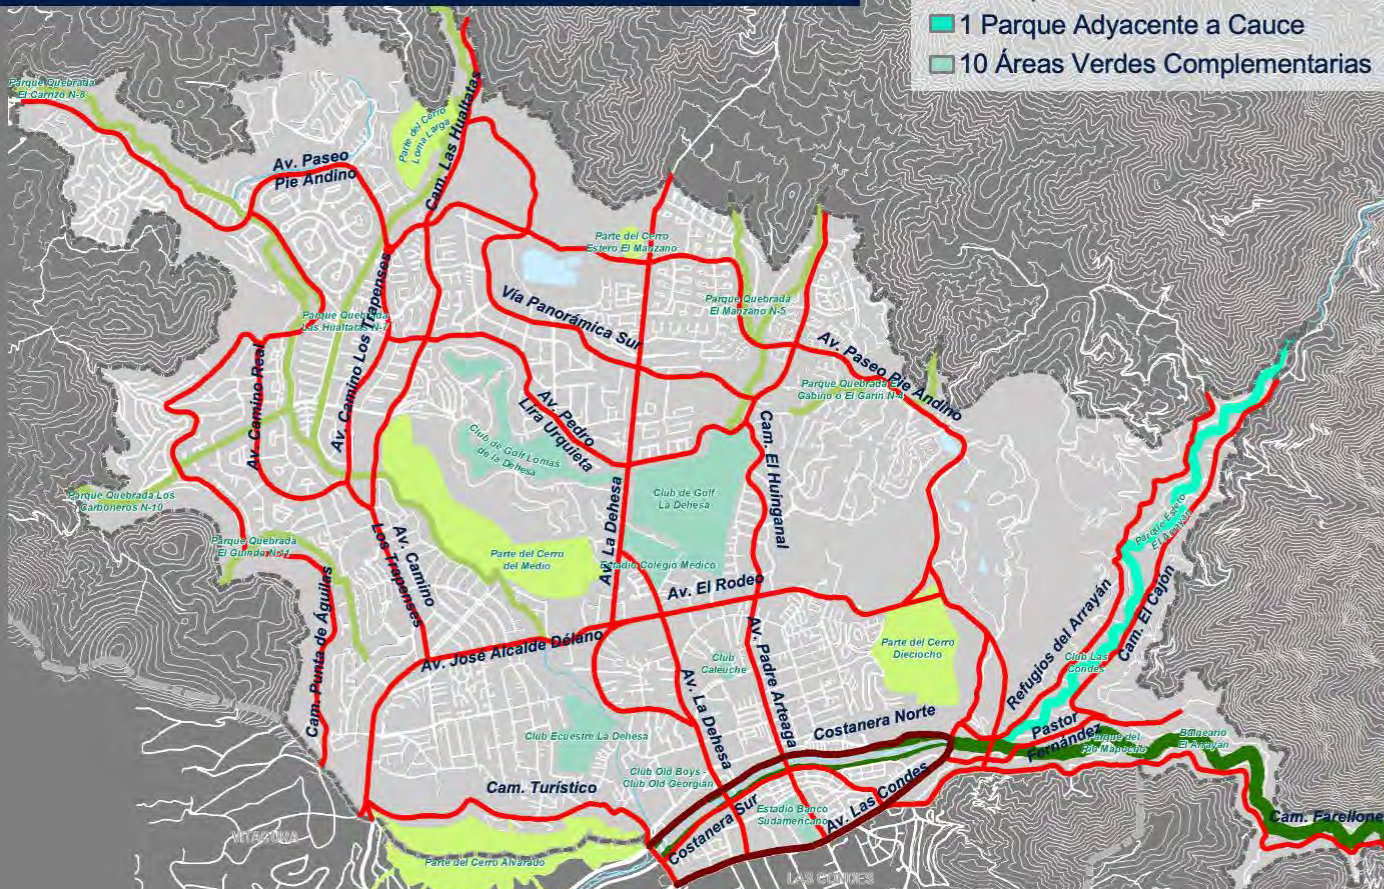 1 Parque Adyacente a Cauce
10 Áreas Verdes Complementarias
Parque Quebrada
El Carrizo N-8
Parte del Cerro
Loma Larga
Cam. Las Hualtatas
Av. Paseo
Pie Andino
Parte del Cerro
Estero El Manzano
Parque Quebrada
El Manzano N-5
Vía Panorámica Sur
Parque Quebrada
Las Hualtatas N-7
Av. Camino Los Trapenses
Av. Camino Real
Av. Paseo Pie Andino
Parque Quebrada El
Gabino o El Garin N-4
Av. Pedro
Lira Urquieta
Club de Golf Lomas
de la Dehesa
Cam. El Huinganal
Club de Golf
La Dehesa
Parque Quebrada Los
Carboneros N-10
Parque Quebrada
El Guindo N-11
Av. Camino
Los Trapenses
Parte del Cerro
del Medio
Av. La Dehesa
Estadio Colegio Medico
Av. El Rodeo
Parque Estero
El Arrayán
Cam. Punta de Águilas
Av. José Alcalde Délano
Club
Caleuche
Av. Padre Arteaga
Parte del Cerro
Dieciocho
Refugios del Arrayán
Cam. El Cajón
Club Las
Condes
Av. La Dehesa
Costanera Norte
Pastor
Fernández
Parque del
Río Mapocho
Balneario
El Arrayan
Club Ecuestre La Dehesa
Club Old Boys -
Club Old Georgian
Cam. Turístico
Costanera Sur
Estadio Banco
Sudamericano
Av. Las Condes
Cam. Farellone
VITACURA
Parte del Cerro Alvarado
LAS CONDES